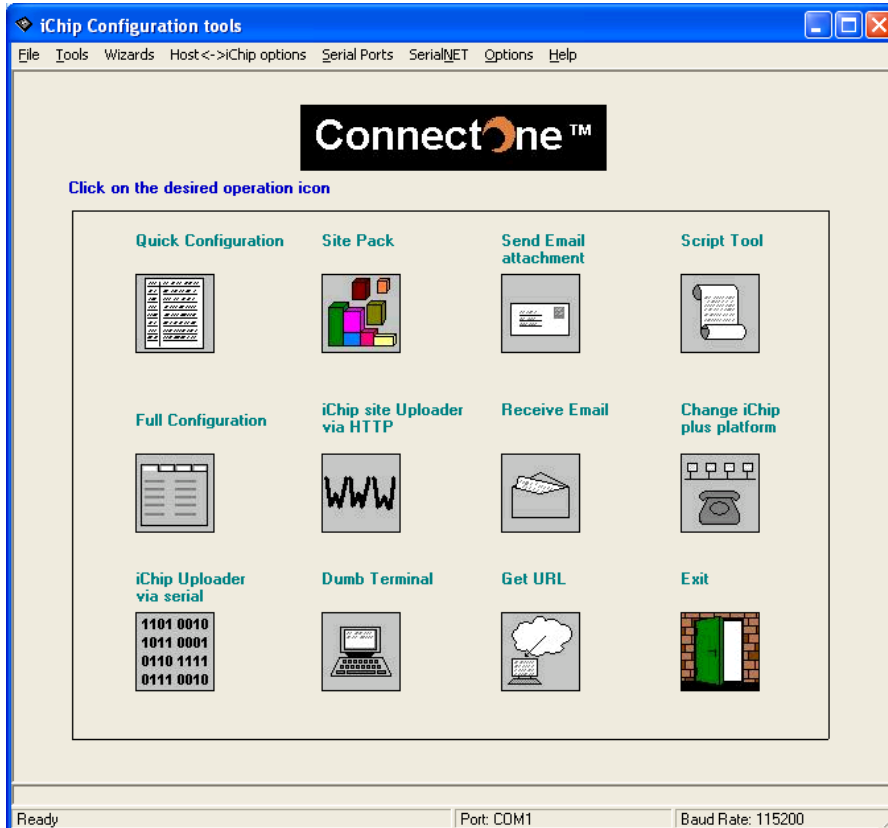 iChip Configuration tools
File Tools Wizards Host<->iChip options Serial Ports SerialNET Options Help
ConnectOne™
Click on the desired operation icon
Quick Configuration
Site Pack
Send Email
attachment
Script Tool
Full Configuration
iChip site Uploader
via HTTP
Receive Email
Change iChip
plus platform
WWW
iChip Uploader
via serial
1101 0010
1011 0001
0110 1111
0111 0010
Dumb Terminal
Get URL
Exit
Ready Port: COM1 Baud Rate: 115200